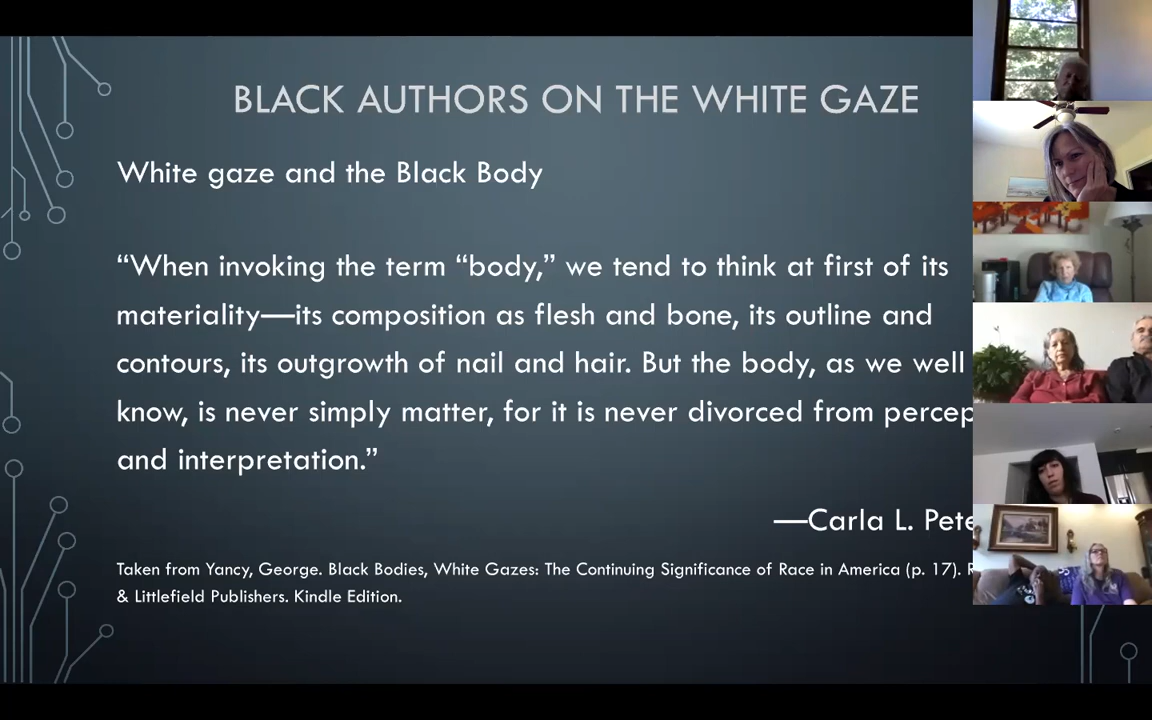 BLACK AUTHORS ON THE WHITE GAZE
White gaze and the Black Body
“When invoking the term “body,” we tend to think at first of its
materiality—its composition as flesh and bone, its outline and
contours, its outgrowth of nail and hair. But the body, as we well
know, is never simply matter, for it is never divorced from percep
and interpretation.”
—Carla L. Pete
Taken from Yancy, George. Black Bodies, White Gazes: The Continuing Significance of Race in America (p. 17). R
& Littlefield Publishers. Kindle Edition.